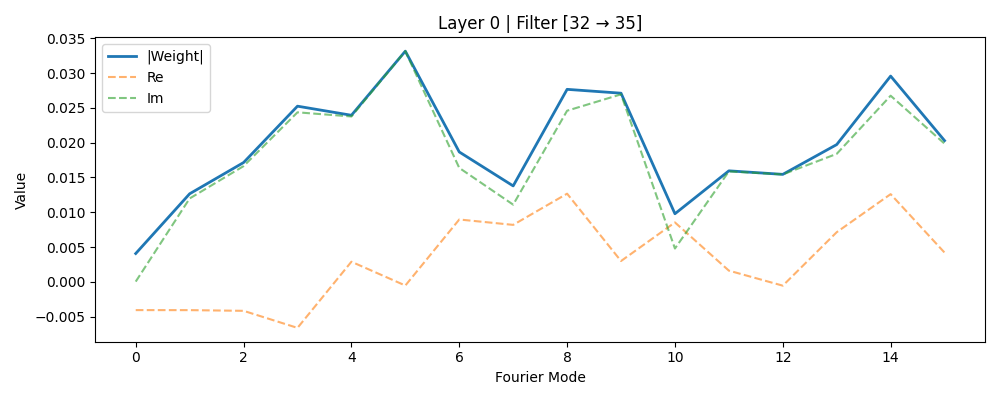 Layer 0 | Filter [32 → 35]
0.035
0.030
0.025
0.020
0.015
0.010
0.005
0.000
−0.005
Value
|Weight|
Re
Im
0 2 4 6 8 10 12 14
Fourier Mode